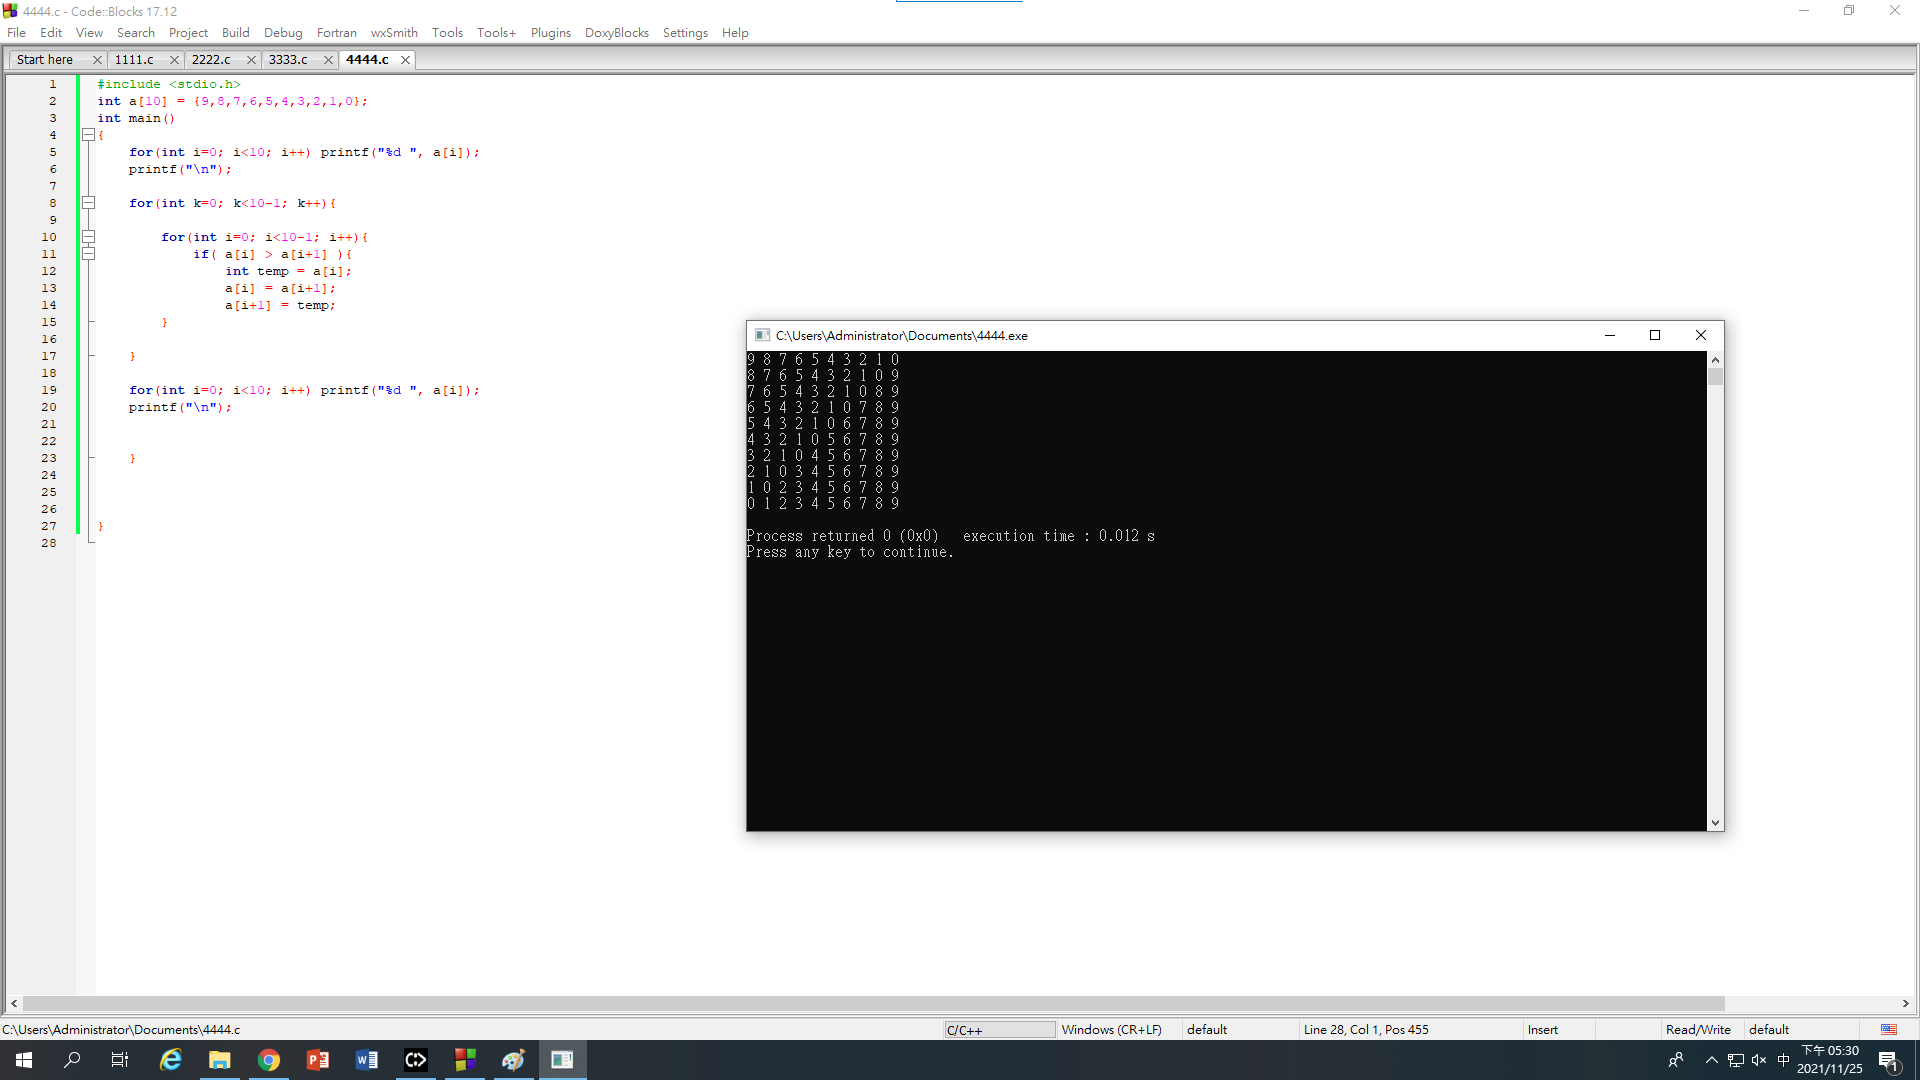 4444.c - Code::Blocks 17.12
File Edit View Search Project Build Debug Fortran wxSmith Tools Tools+ Plugins DoxyBlocks Settings Help
Start here 1111.c 2222.c 3333.c 4444.c
1 #include <stdio.h>
2 int a[10] = {9,8,7,6,5,4,3,2,1,0};
3 int main()
4 {
5 for(int i=0; i<10; i++) printf("%d ", a[i]);
6 printf("\n");
7
8 for(int k=0; k<10-1; k++){
9
10 for(int i=0; i<10-1; i++){
11 if( a[i] > a[i+1] ){
12 int temp = a[i];
13 a[i] = a[i+1];
14 a[i+1] = temp;
15 }
16
17 }
18
19 for(int i=0; i<10; i++) printf("%d ", a[i]);
20 printf("\n");
21
22
23 }
24
25
26
27 }
28
C:\Users\Administrator\Documents\4444.exe
9 8 7 6 5 4 3 2 1 0
8 7 6 5 4 3 2 1 0 9
7 6 5 4 3 2 1 0 8 9
6 5 4 3 2 1 0 7 8 9
5 4 3 2 1 0 6 7 8 9
4 3 2 1 0 5 6 7 8 9
3 2 1 0 4 5 6 7 8 9
2 1 0 3 4 5 6 7 8 9
1 0 2 3 4 5 6 7 8 9
0 1 2 3 4 5 6 7 8 9
Process returned 0 (0x0)   execution time : 0.012 s
Press any key to continue.
C:\Users\Administrator\Documents\4444.c C/C++ Windows (CR+LF) default Line 28, Col 1, Pos 455 Insert Read/Write default
中 下午 05:30
2021/11/25 1